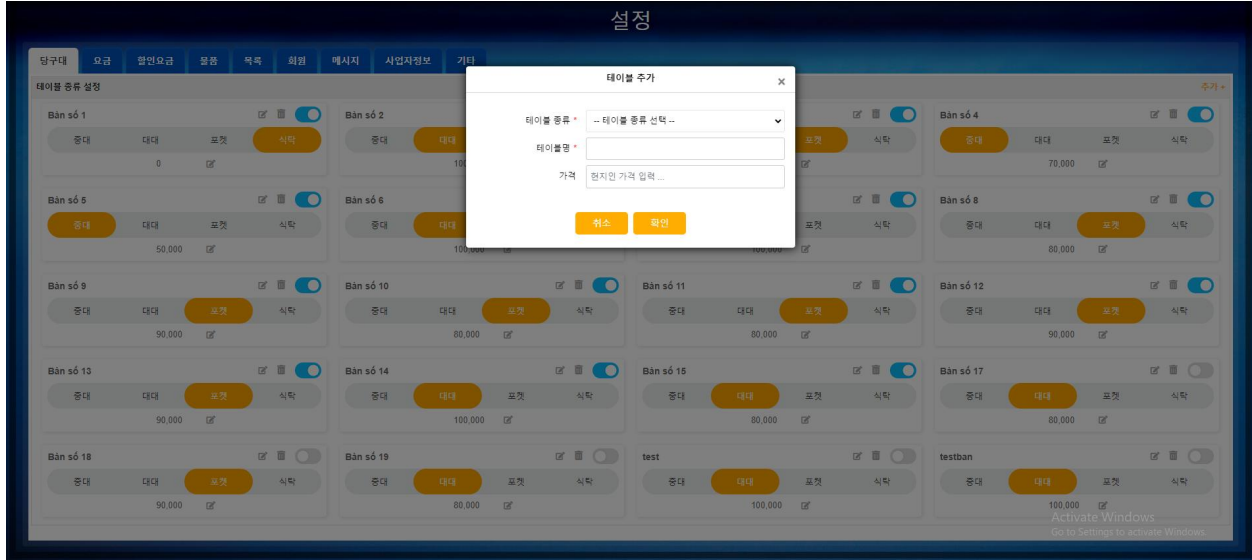 설정
당구대 요금 할인요금 물품 목록 회원 메시지 사업자정보 기타
테이블 종류 설정 추가 +
테이블 추가 ×
테이블 종류 * -- 테이블 종류 선택 --
테이블명 *
가격 현지인 가격 입력 ...
취소 확인
Bàn số 1 Bàn số 2 Bàn số 4
중대 대대 포켓 식탁 중대 대대 포켓 식탁 중대 대대 포켓 식탁
0 70,000
Bàn số 5 Bàn số 6 Bàn số 8
중대 대대 포켓 식탁 중대 대대 포켓 식탁 중대 대대 포켓 식탁
50,000 100,000 100,000 80,000
Bàn số 9 Bàn số 10 Bàn số 11 Bàn số 12
중대 대대 포켓 식탁 중대 대대 포켓 식탁 중대 대대 포켓 식탁 중대 대대 포켓 식탁
90,000 80,000 80,000 90,000
Bàn số 13 Bàn số 14 Bàn số 15 Bàn số 17
중대 대대 포켓 식탁 중대 대대 포켓 식탁 중대 대대 포켓 식탁 중대 대대 포켓 식탁
90,000 100,000 80,000 80,000
Bàn số 18 Bàn số 19 test testban
중대 대대 포켓 식탁 중대 대대 포켓 식탁 중대 대대 포켓 식탁 중대 대대 포켓 식탁
90,000 80,000 100,000 100,000
Activate Windows
Go to Settings to activate Windows.